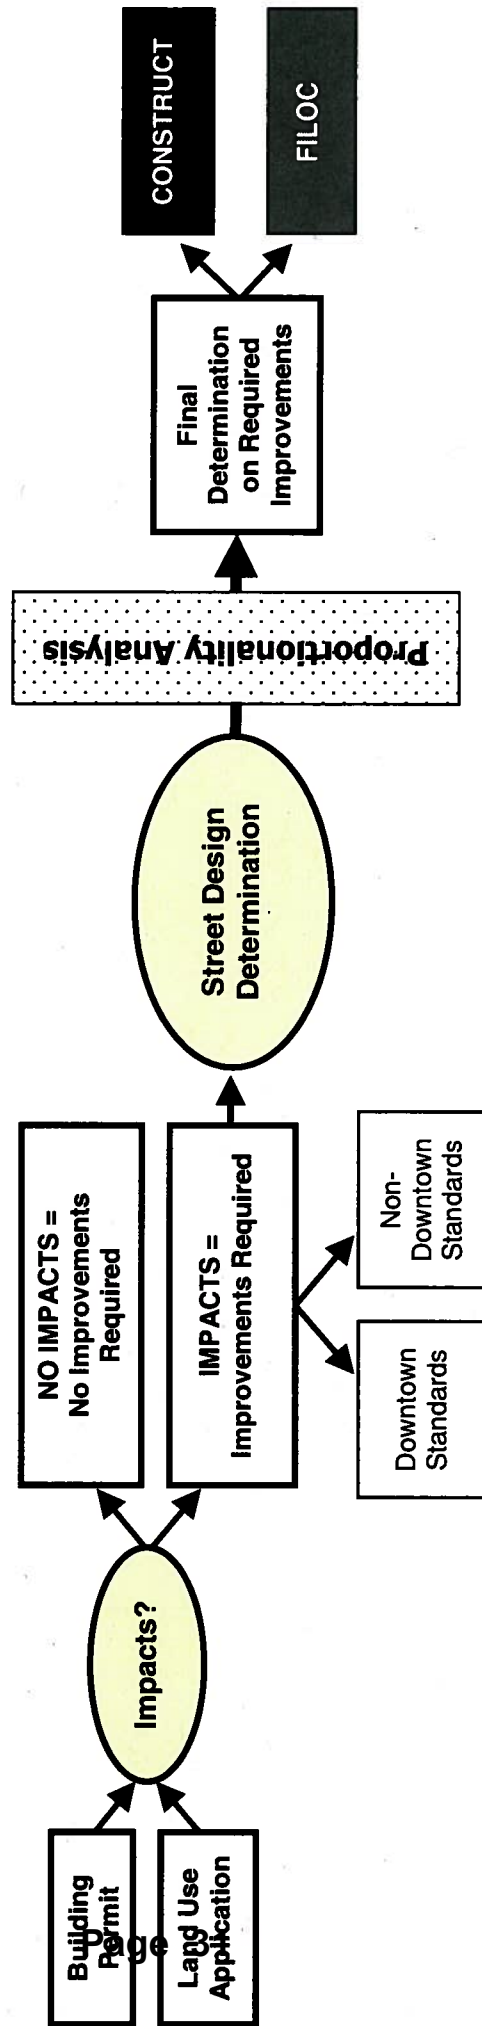 Building
Permit
Land Use
Application
Impacts?
NO IMPACTS =
No Improvements
Required
IMPACTS =
Improvements Required
Downtown
Standards
Non-
Downtown
Standards
Street Design
Determination
Proportionality Analysis
Final
Determination
on Required
Improvements
CONSTRUCT
FILOC
Page